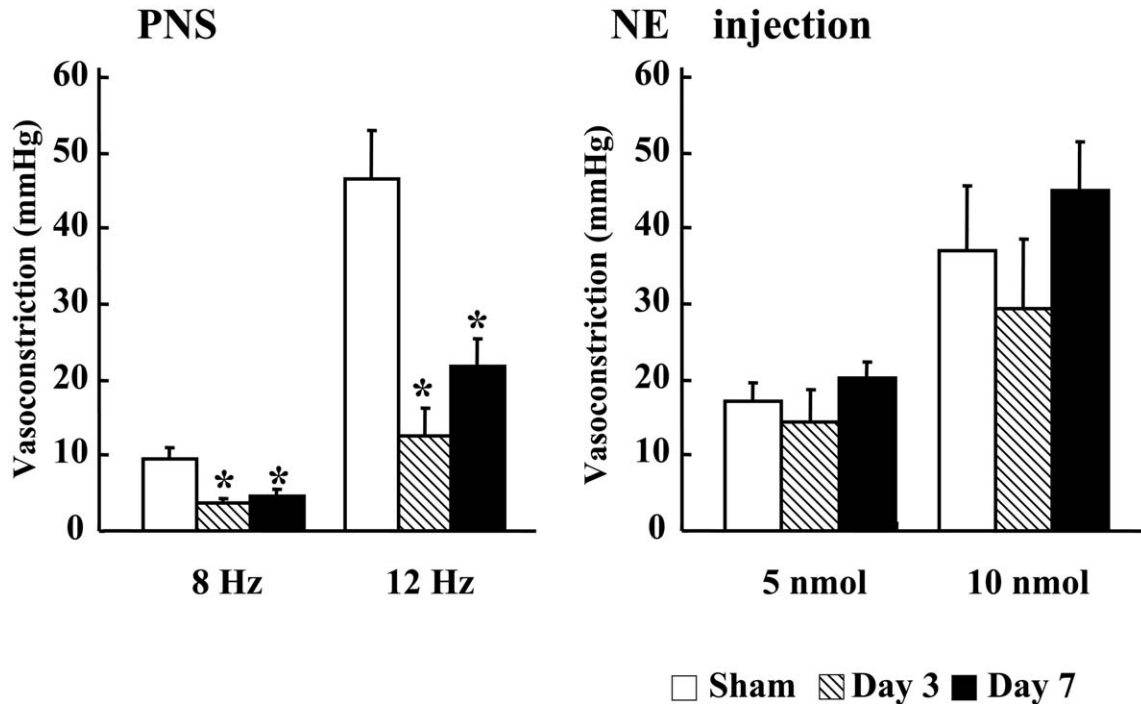 PNS
Vasoconstriction (mmHg)
60
50
40
30
20
10
0
*
*
*
*
8 Hz
12 Hz
NE injection
Vasoconstriction (mmHg)
60
50
40
30
20
10
0
5 nmol
10 nmol
Sham Day 3 Day 7